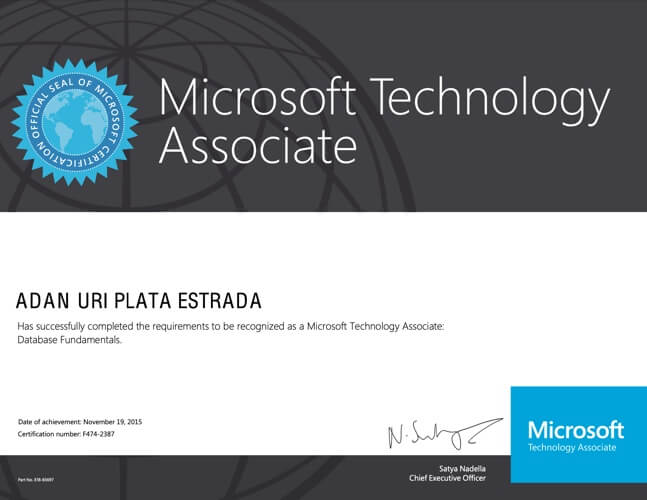 OFFICIAL SEAL OF MICROSOFT CERTIFICATION
Microsoft Technology
Associate
ADAN URI PLATA ESTRADA
Has successfully completed the requirements to be recognized as a Microsoft Technology Associate:
Database Fundamentals.
Date of achievement: November 19, 2015
Certification number: F474-2387
Microsoft
Technology Associate
Satya Nadella
Chief Executive Officer